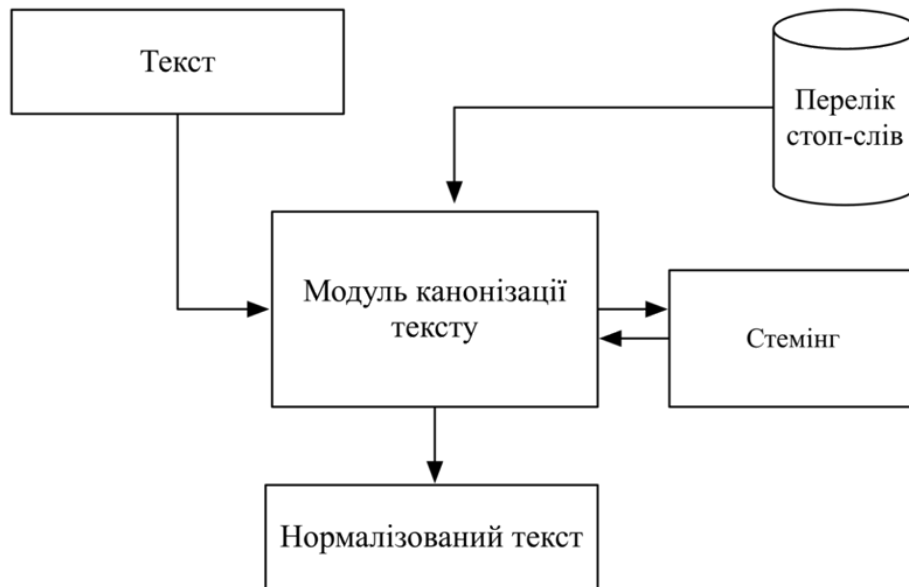 Текст
Перелік
стоп-слів
Модуль канонізації
тексту
Стемінг
Нормалізований текст